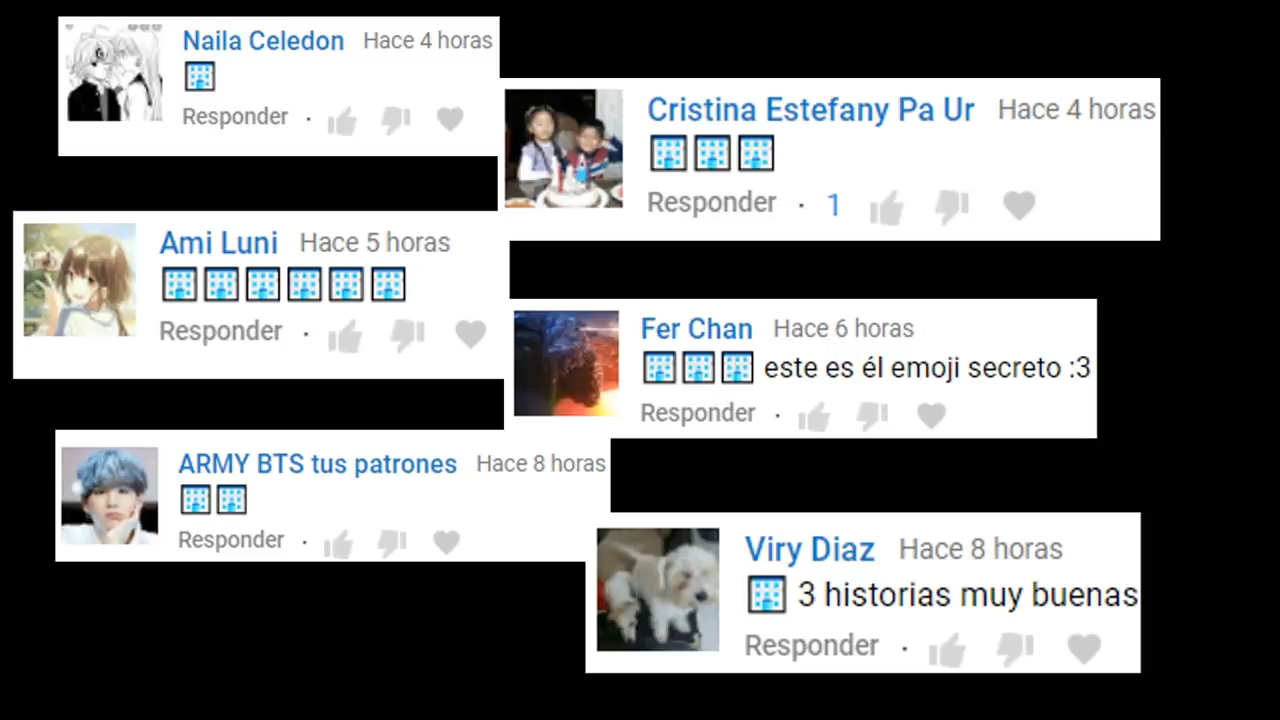 Naila Celedon Hace 4 horas
🏢
Responder ·
Cristina Estefany Pa Ur Hace 4 horas
🏢🏢🏢
Responder · 1
Ami Luni Hace 5 horas
🏢🏢🏢🏢🏢🏢
Responder ·
Fer Chan Hace 6 horas
🏢🏢🏢 este es él emoji secreto :3
Responder ·
ARMY BTS tus patrones Hace 8 horas
🏢🏢
Responder ·
Viry Diaz Hace 8 horas
🏢 3 historias muy buenas
Responder ·